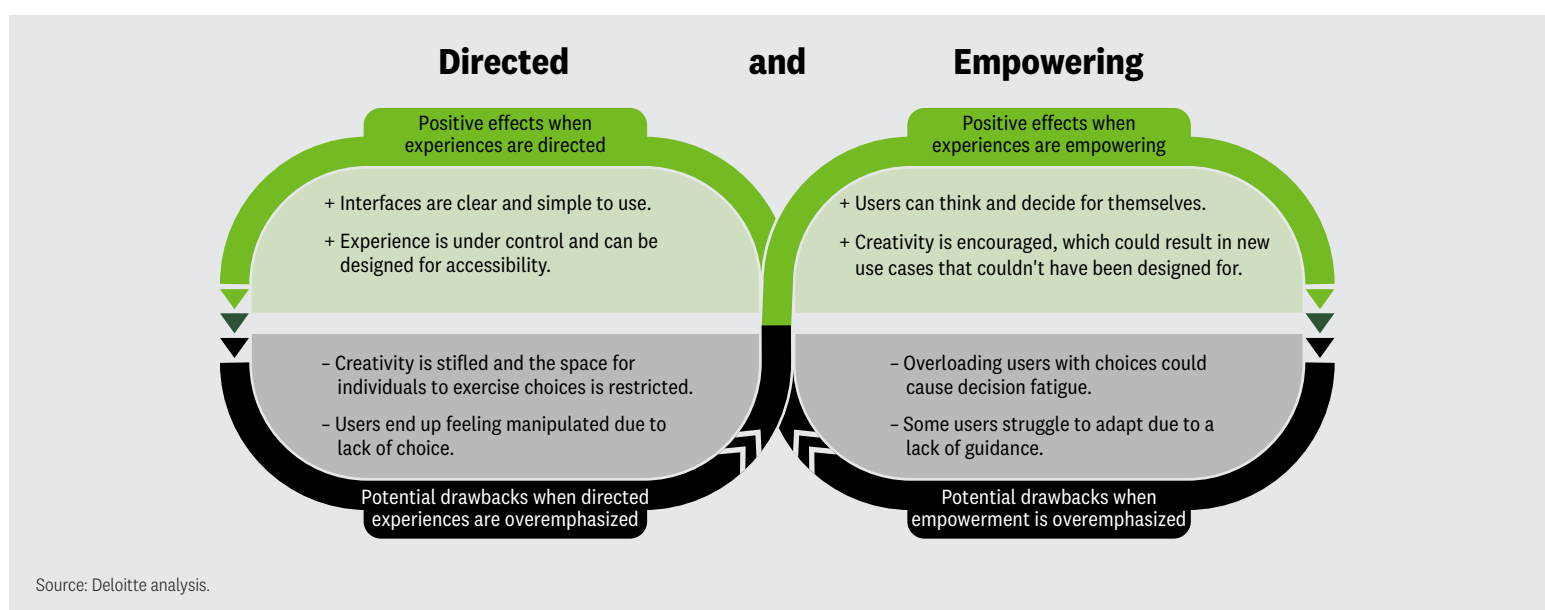 Directed and Empowering
Positive effects when
experiences are directed
+ Interfaces are clear and simple to use.
+ Experience is under control and can be
designed for accessibility.
– Creativity is stifled and the space for
individuals to exercise choices is restricted.
– Users end up feeling manipulated due to
lack of choice.
Potential drawbacks when directed
experiences are overemphasized
Positive effects when
experiences are empowering
+ Users can think and decide for themselves.
+ Creativity is encouraged, which could result in new
use cases that couldn't have been designed for.
– Overloading users with choices could
cause decision fatigue.
– Some users struggle to adapt due to a
lack of guidance.
Potential drawbacks when
empowerment is overemphasized
Source: Deloitte analysis.